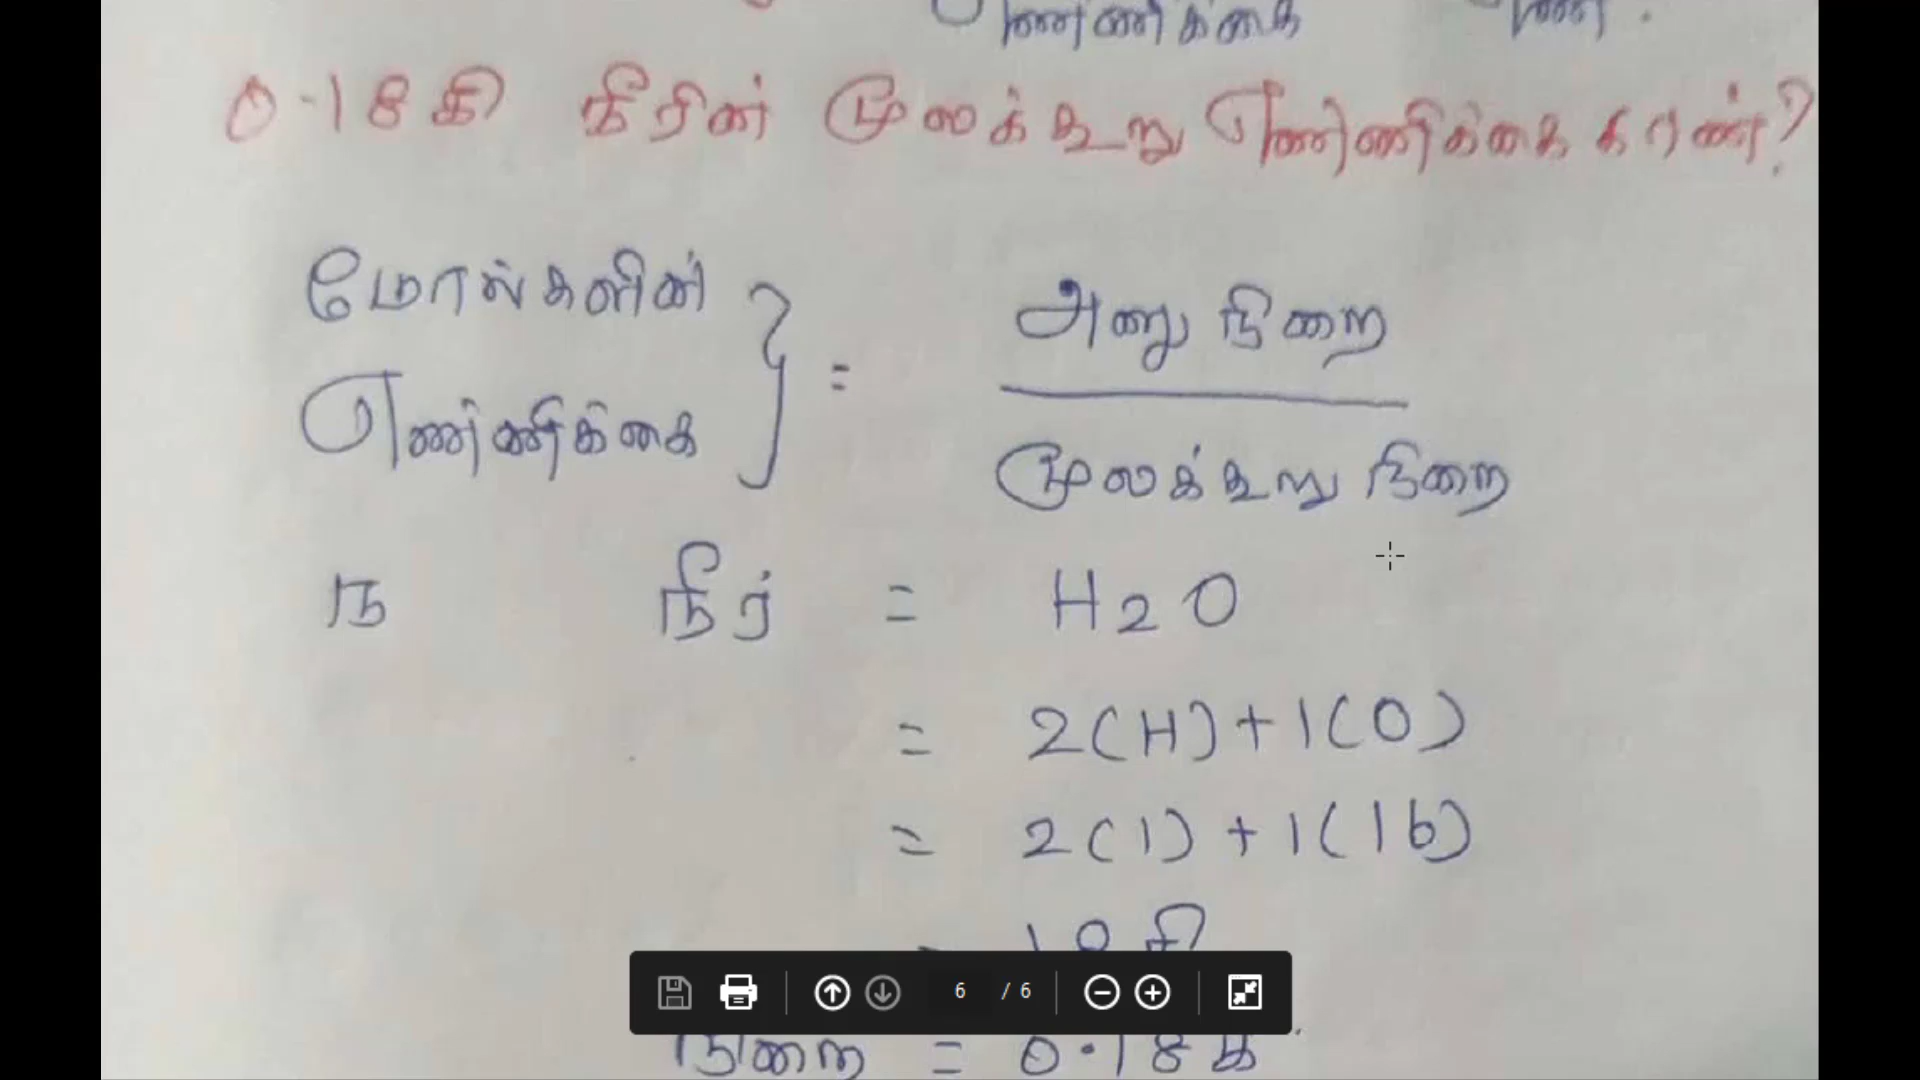 ண்ணிக்கை
0.18கி நீரின் மூலக்கூறு எண்ணிக்கை காண்?
மோல்களின்
எண்ணிக்கை } = அணு நிறை
மூலக்கூறு நிறை
ந நீர் = H2O
= 2(H)+1(O)
= 2(1)+1(16)
= 18 கி
6 / 6
நிறை = 0.18 கி